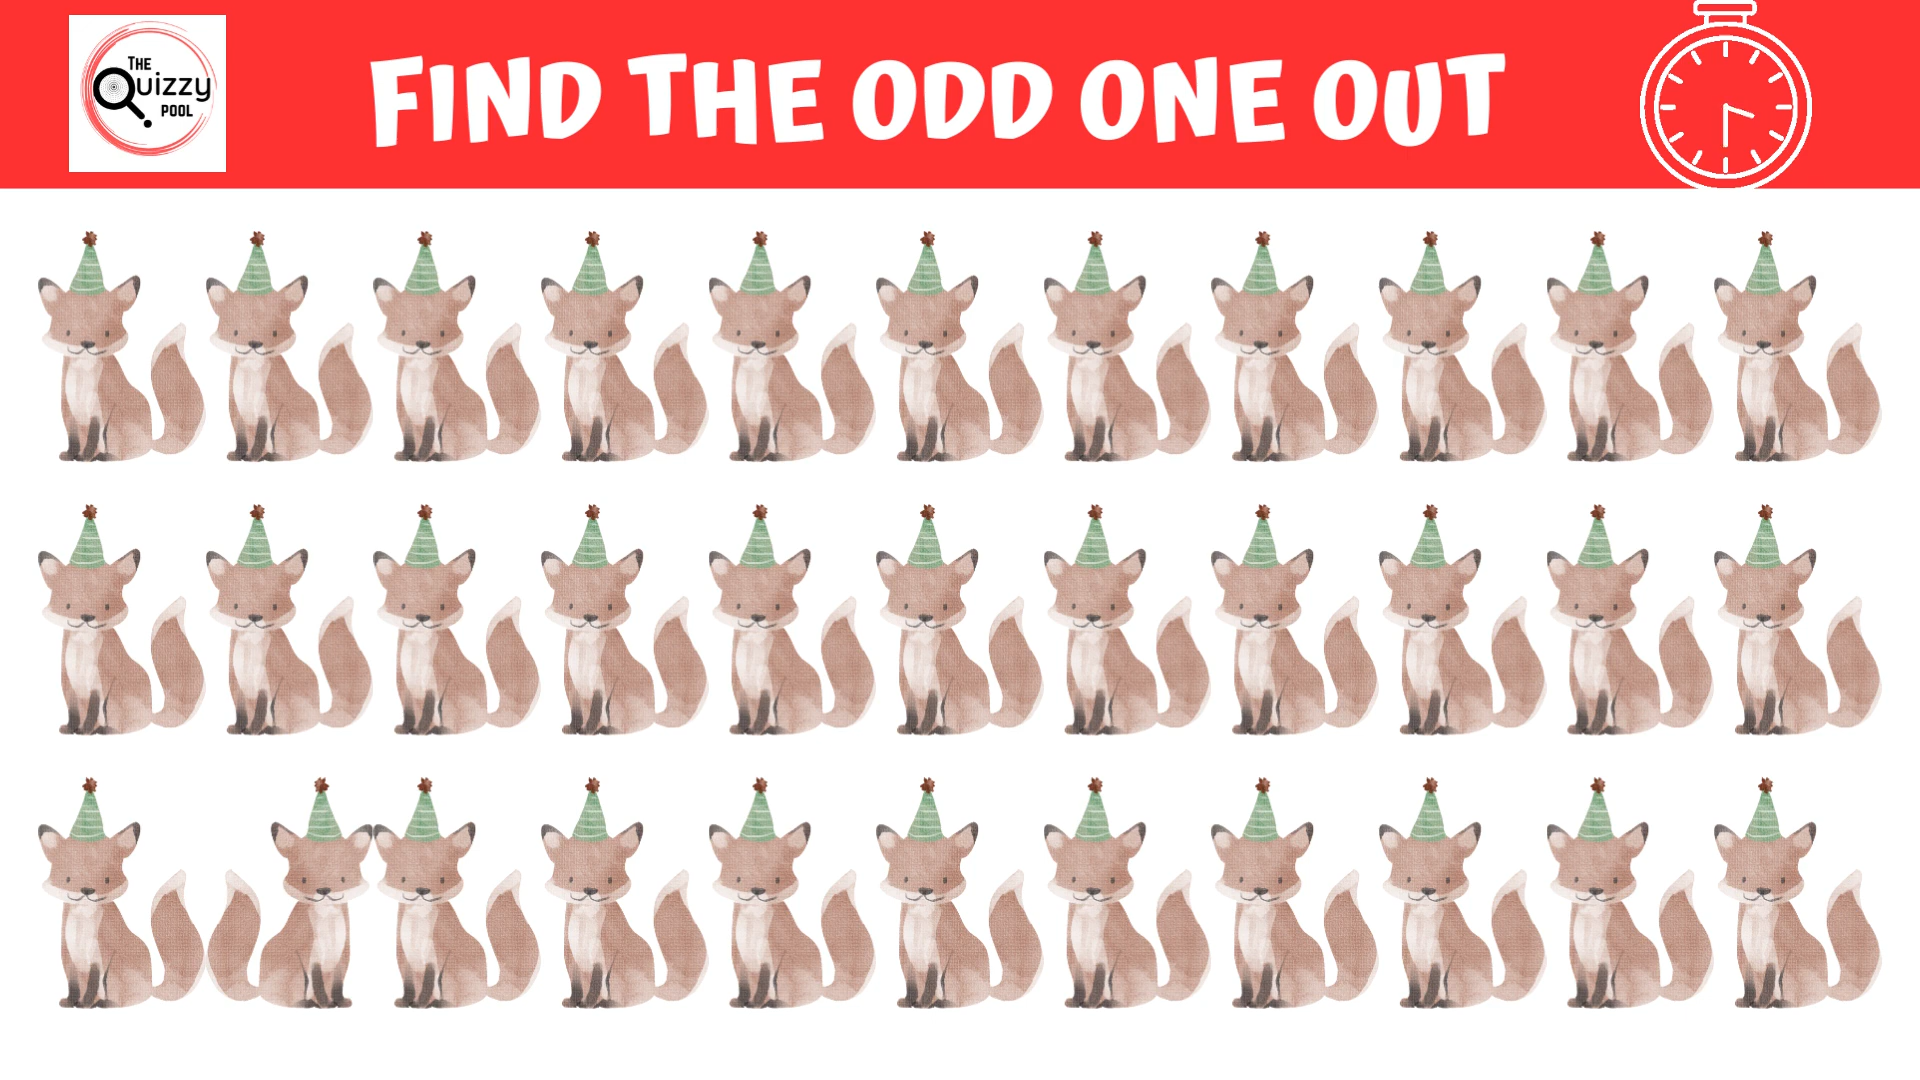 THE
Quizzy
POOL
FIND THE ODD ONE OUT